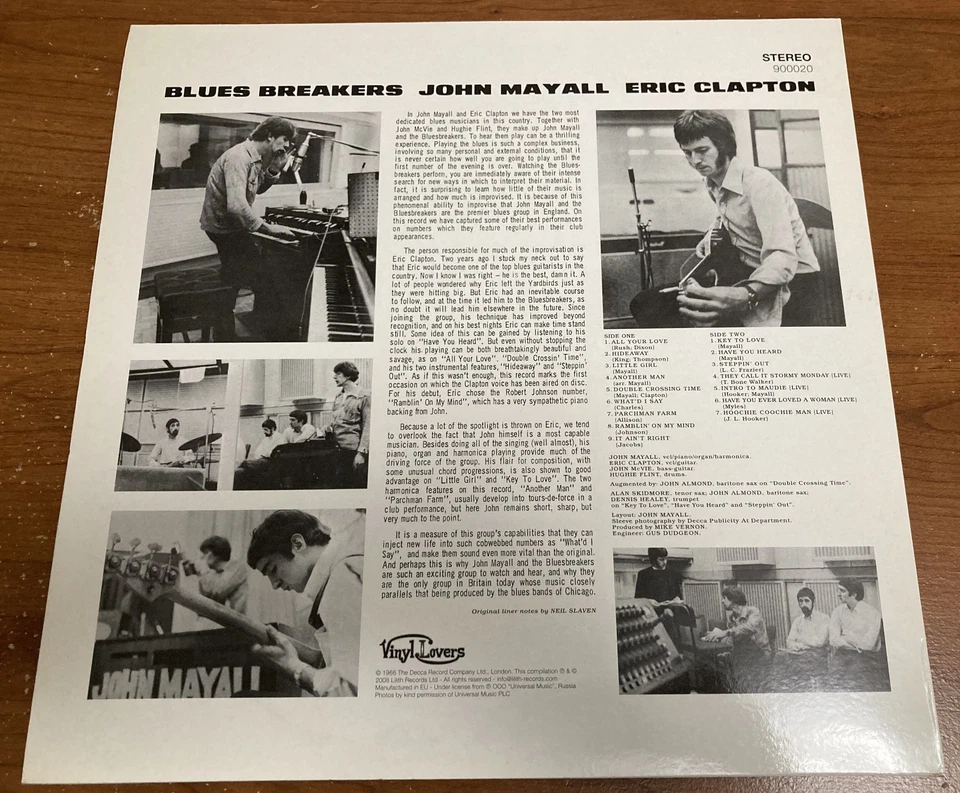 STEREO
900020
BLUES BREAKERS JOHN MAYALL ERIC CLAPTON
In John Mayall and Eric Clapton we have the two most
dedicated blues musicians in this country. Together with
John McVie and Hughie Flint, they make up John Mayall
and the Bluesbreakers. To hear them play can be a thrilling
experience. Playing the blues is such a complex business,
involving so many personal and external conditions, that it
is never certain how well you are going to play until the
first number of the evening is over. Watching the Blues-
breakers perform, you are immediately aware of their intense
search for new ways in which to interpret their material. In
fact, it is surprising to learn how little of their music is
arranged and how much is improvised. It is because of this
phenomenal ability to improvise that John Mayall and the
Bluesbreakers are the premier blues group in England. On
this record we have captured some of their best performances
on numbers which they feature regularly in their club
appearances.
The person responsible for much of the improvisation is
Eric Clapton. Two years ago I stuck my neck out to say
that Eric would become one of the top blues guitarists in the
country. Now I know I was right – he is the best, damn it. A
lot of people wondered why Eric left the Yardbirds just as
they were hitting big. But Eric had an inevitable course
to follow, and at the time it led him to the Bluesbreakers, as
no doubt it will lead him elsewhere in the future. Since
joining the group, his technique has improved beyond
recognition, and on his best nights Eric can make time stand
still. Some idea of this can be gained by listening to his
solo on "Have You Heard". But even without stopping the
clock his playing can be both breathtakingly beautiful and
savage, as on "All Your Love", "Double Crossin' Time",
and his two instrumental features, "Hideaway" and "Steppin'
Out". As if this wasn't enough, this record marks the first
occasion on which the Clapton voice has been aired on disc.
For his debut, Eric chose the Robert Johnson number,
"Ramblin' On My Mind", which has a very sympathetic piano
backing from John.
Because a lot of the spotlight is thrown on Eric, we tend
to overlook the fact that John himself is a most capable
musician. Besides doing all of the singing (well almost), his
piano, organ and harmonica playing provide much of the
driving force of the group. His flair for composition, with
some unusual chord progressions, is also shown to good
advantage on "Little Girl" and "Key To Love". The two
harmonica features on this record, "Another Man" and
"Parchman Farm", usually develop into tours-de-force in a
club performance, but here John remains short, sharp, but
very much to the point.
It is a measure of this group's capabilities that they can
inject new life into such cobwebbed numbers as "What'd I
Say", and make them sound even more vital than the original.
And perhaps this is why John Mayall and the Bluesbreakers
are such an exciting group to watch and hear, and why they
are the only group in Britain today whose music closely
parallels that being produced by the blues bands of Chicago.
Original liner notes by NEIL SLAVEN
Vinyl Lovers
© 1966 The Decca Record Company Ltd., London. This compilation ℗ & ©
2008 Lilith Records Ltd - All rights reserved - info@lilith-records.com
Manufactured in EU - Under license from ℗ OOO "Universal Music", Russia
Photos by kind permission of Universal Music PLC
SIDE ONE
1. ALL YOUR LOVE
(Rush; Dixon)
2. HIDEAWAY
(King; Thompson)
3. LITTLE GIRL
(Mayall)
4. ANOTHER MAN
(arr. Mayall)
5. DOUBLE CROSSING TIME
(Mayall; Clapton)
6. WHAT'D I SAY
(Charles)
7. PARCHMAN FARM
(Allison)
8. RAMBLIN' ON MY MIND
(Johnson)
9. IT AIN'T RIGHT
(Jacobs)
SIDE TWO
1. KEY TO LOVE
(Mayall)
2. HAVE YOU HEARD
(Mayall)
3. STEPPIN' OUT
(L. C. Frazier)
4. THEY CALL IT STORMY MONDAY (LIVE)
(T. Bone Walker)
5. INTRO TO MAUDIE (LIVE)
(Hooker, Mayall)
6. HAVE YOU EVER LOVED A WOMAN (LIVE)
(Myles)
7. HOOCHIE COOCHIE MAN (LIVE)
(J. L. Hooker)
JOHN MAYALL, vcl/piano/organ/harmonica.
ERIC CLAPTON, vcl/guitar.
JOHN McVIE, bass-guitar.
HUGHIE FLINT, drums.
Augmented by: JOHN ALMOND, baritone sax on "Double Crossing Time".
ALAN SKIDMORE, tenor sax; JOHN ALMOND, baritone sax;
DENNIS HEALEY, trumpet
on "Key To Love", "Have You Heard" and "Steppin' Out".
Layout: JOHN MAYALL.
Sleeve photography by Decca Publicity Art Department.
Produced by MIKE VERNON.
Engineer: GUS DUDGEON.
JOHN MAYALL